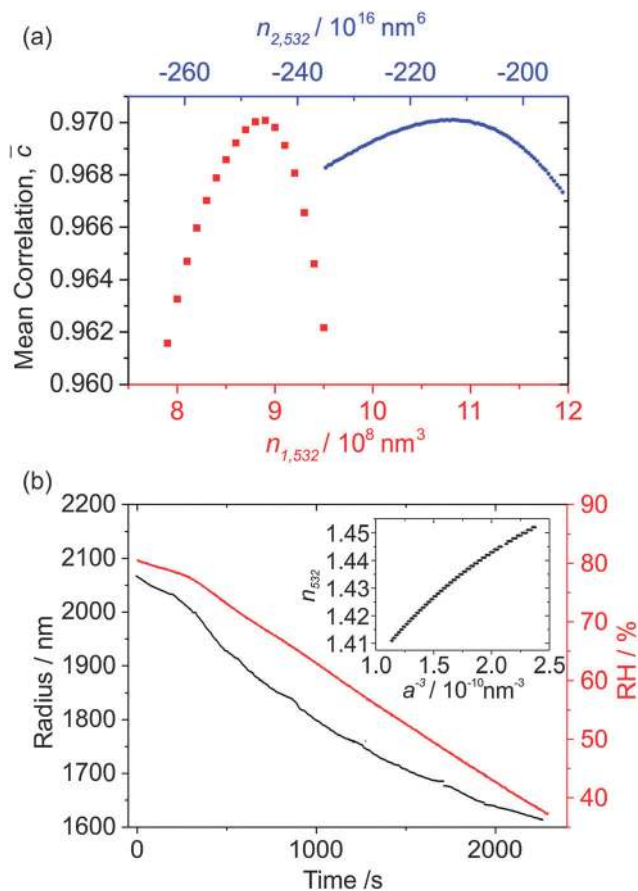 (a)
n2,532 / 10^16 nm^6
-260 -240 -220 -200
0.970
0.968
0.966
0.964
0.962
0.960
Mean Correlation, c̅
8 9 10 11 12
n1,532 / 10^8 nm^3
(b)
2200
2100
2000
1900
1800
1700
1600
Radius / nm
90
80
70
60
50
40
RH / %
1.45
1.44
1.43
1.42
1.41
n532
1.0 1.5 2.0 2.5
a^-3 / 10^-10 nm^-3
0 1000 2000
Time /s